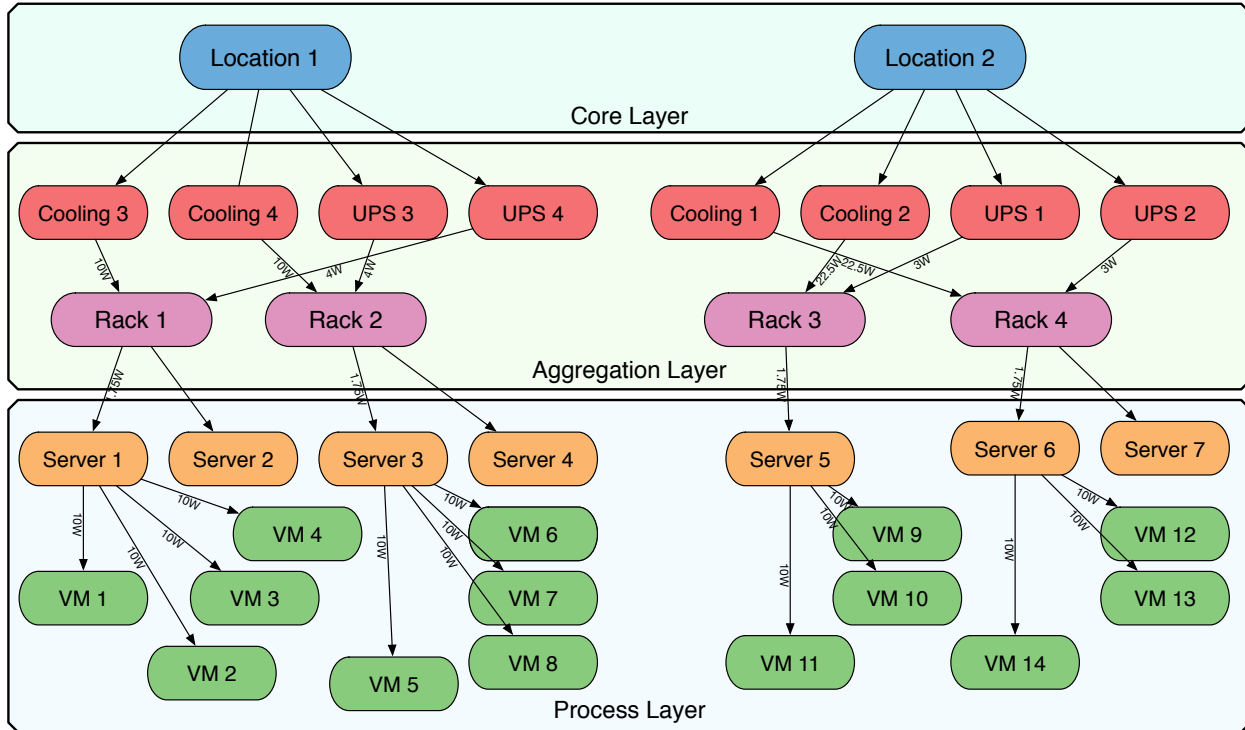 Location 1
Location 2
Core Layer
Cooling 3
Cooling 4
UPS 3
UPS 4
Cooling 1
Cooling 2
UPS 1
UPS 2
10W
10W
4W
4W
22.5W
22.5W
3W
3W
Rack 1
Rack 2
Rack 3
Rack 4
Aggregation Layer
1.75W
1.75W
1.75W
1.75W
Server 1
Server 2
Server 3
Server 4
Server 5
Server 6
Server 7
10W
10W
10W
10W
10W
10W
10W
10W
10W
10W
10W
10W
10W
10W
VM 4
VM 6
VM 9
VM 12
VM 1
VM 3
VM 7
VM 10
VM 13
VM 2
VM 5
VM 8
VM 11
VM 14
Process Layer